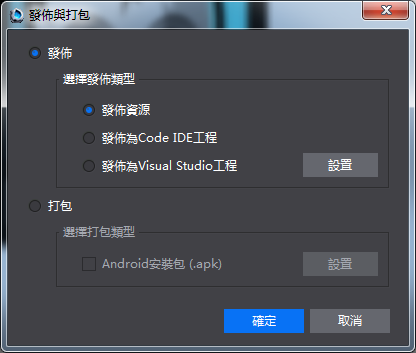 發佈與打包
發佈
選擇發佈類型
發佈資源
發佈為Code IDE工程
發佈為Visual Studio工程
設置
打包
選擇打包類型
Android安裝包 (.apk)
設置
確定
取消